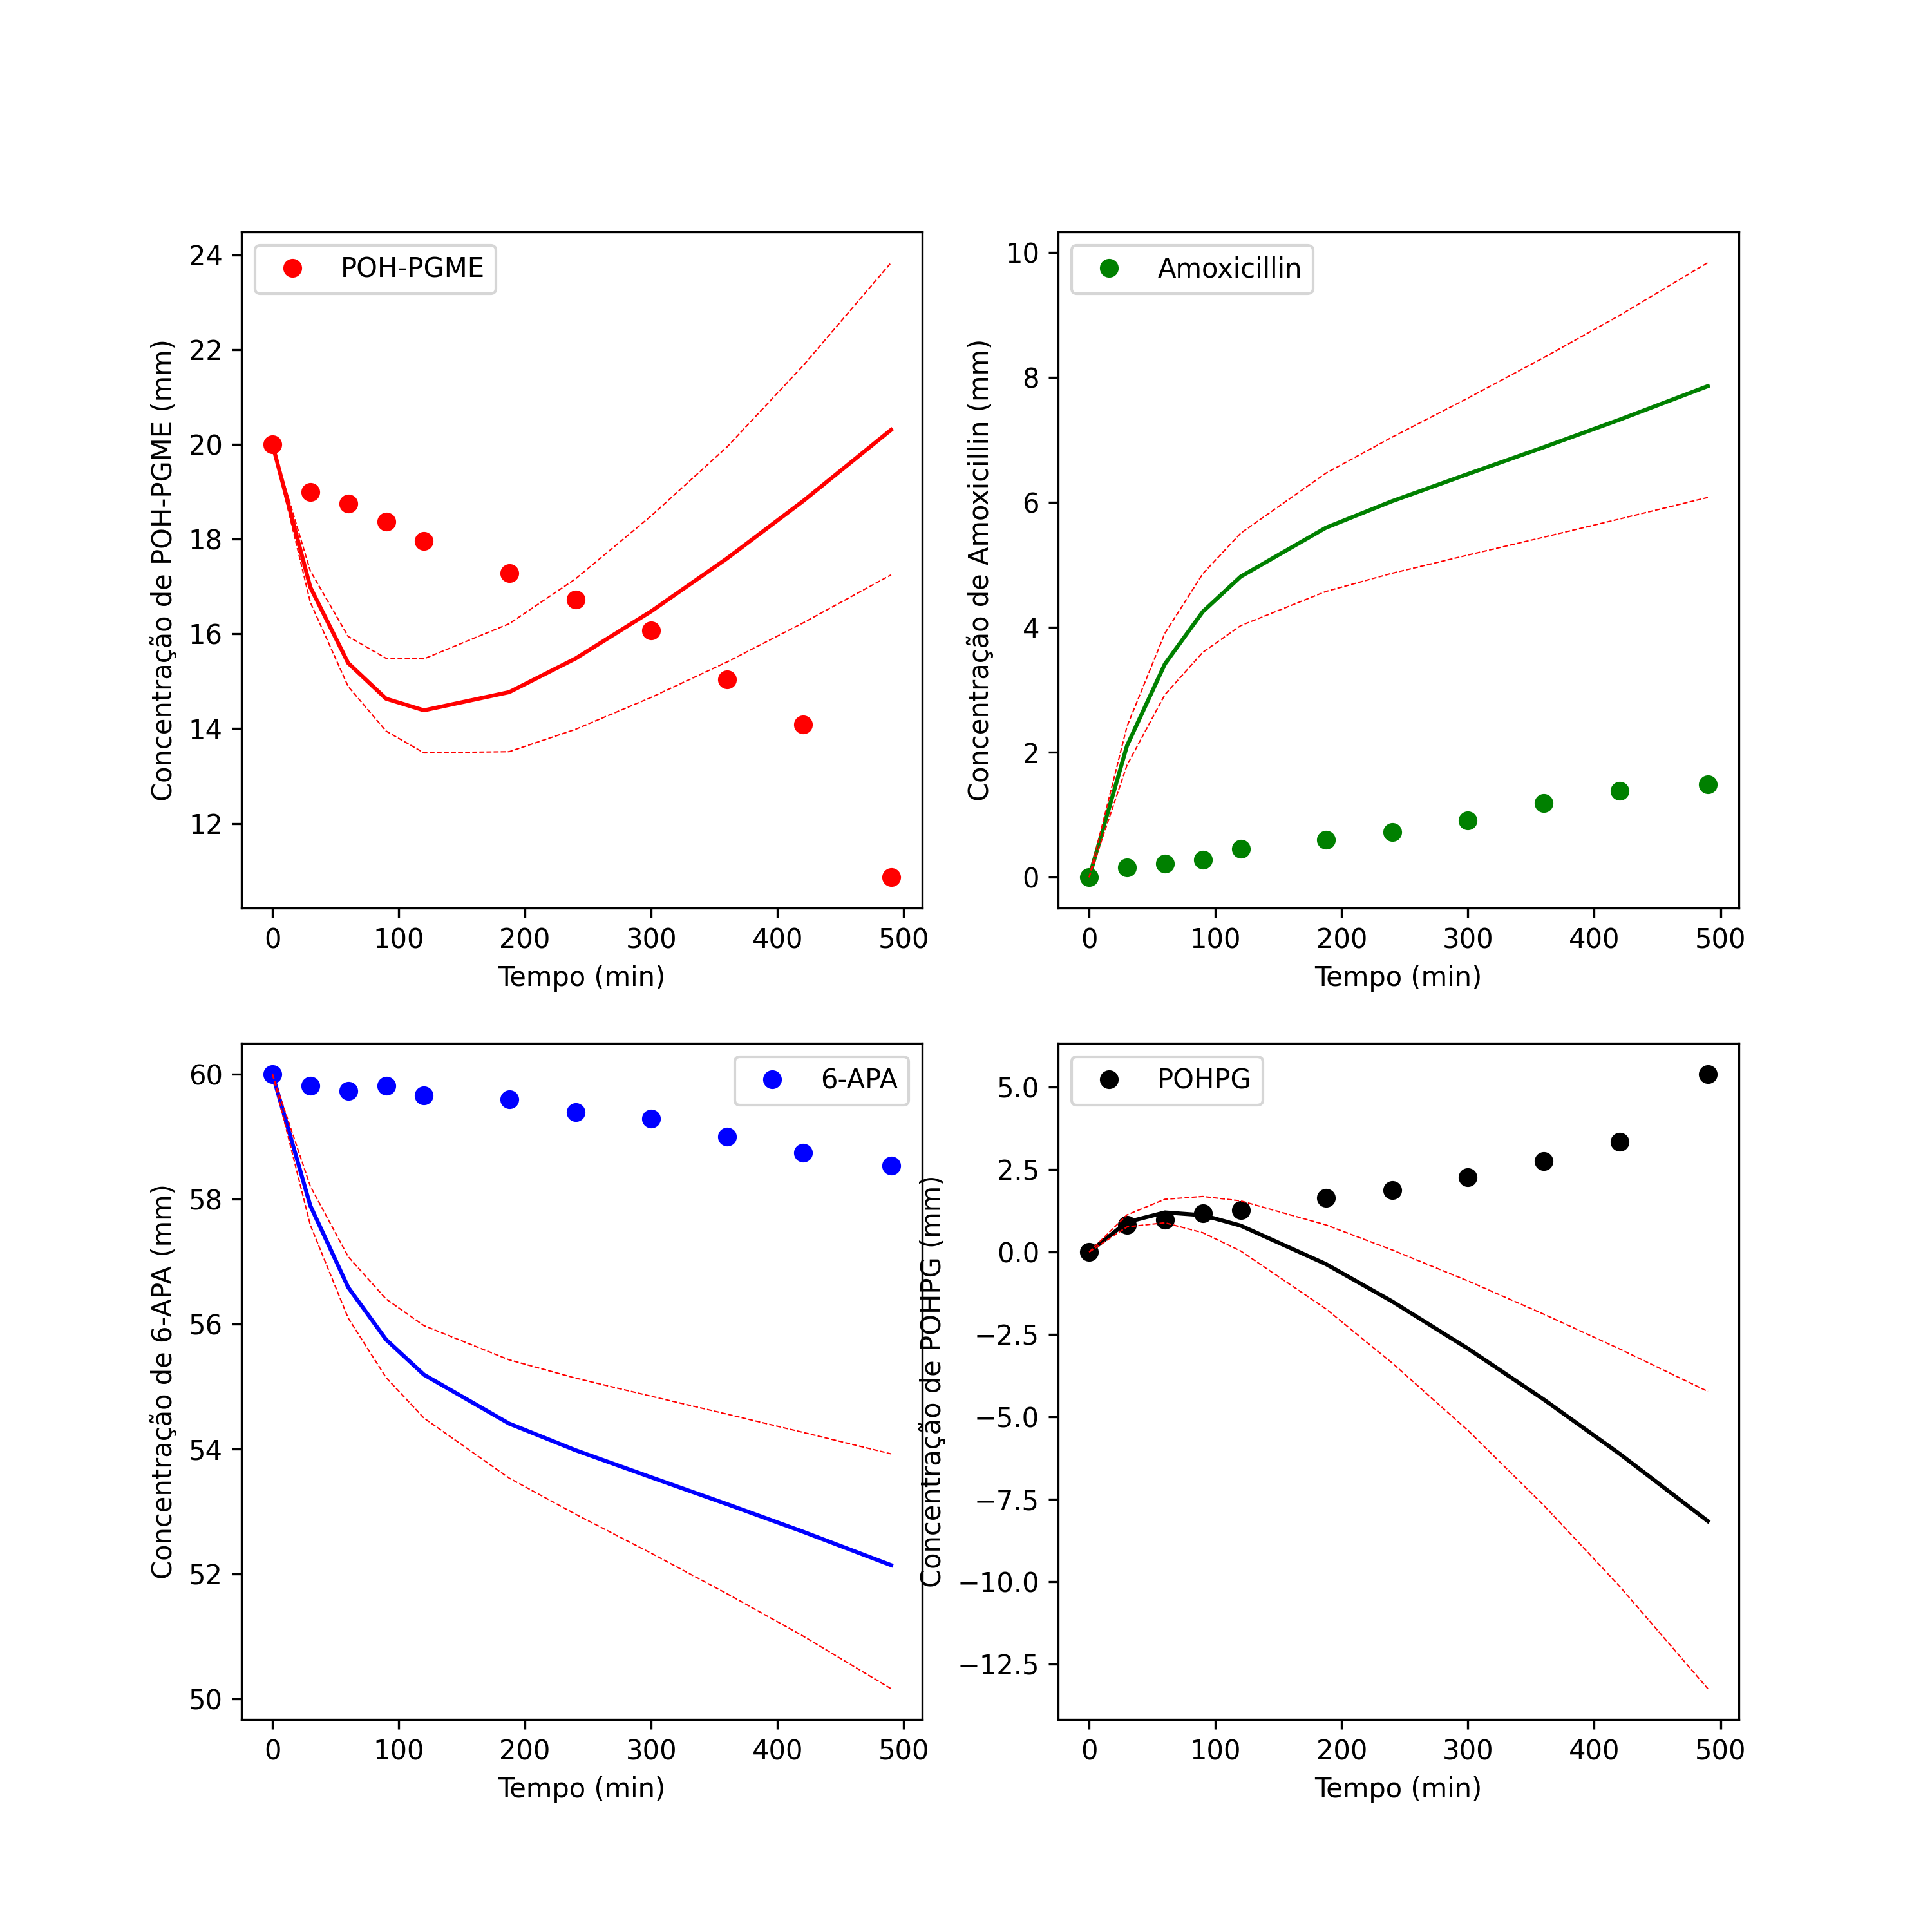 POH-PGME
Concentração de POH-PGME (mm)
24
22
20
18
16
14
12
0 100 200 300 400 500
Tempo (min)
Amoxicillin
Concentração de Amoxicillin (mm)
10
8
6
4
2
0
0 100 200 300 400 500
Tempo (min)
6-APA
Concentração de 6-APA (mm)
60
58
56
54
52
50
0 100 200 300 400 500
Tempo (min)
POHPG
Concentração de POHPG (mm)
5.0
2.5
0.0
−2.5
−5.0
−7.5
−10.0
−12.5
0 100 200 300 400 500
Tempo (min)